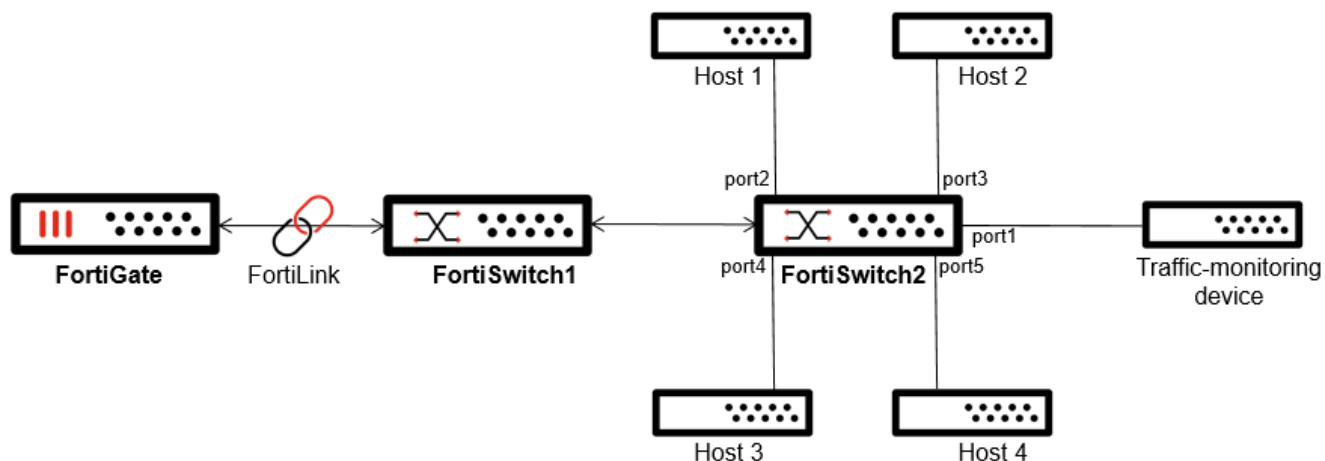 Host 1
Host 2
port2
port3
port1
FortiGate
FortiLink
FortiSwitch1
port4
FortiSwitch2
port5
Traffic-monitoring
device
Host 3
Host 4